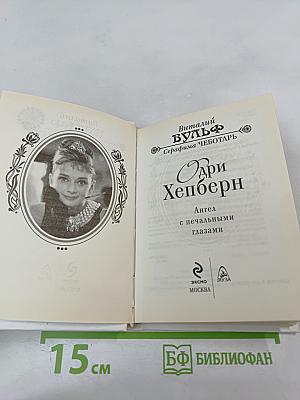 Виталий
ВУЛЬФ
Серафима ЧЕБОТАРЬ
Одри
Хепберн
Ангел
с печальными
глазами
ЭКСМО
МОСКВА
ЯУЗА
15 см
БФ БИБЛИОФАН